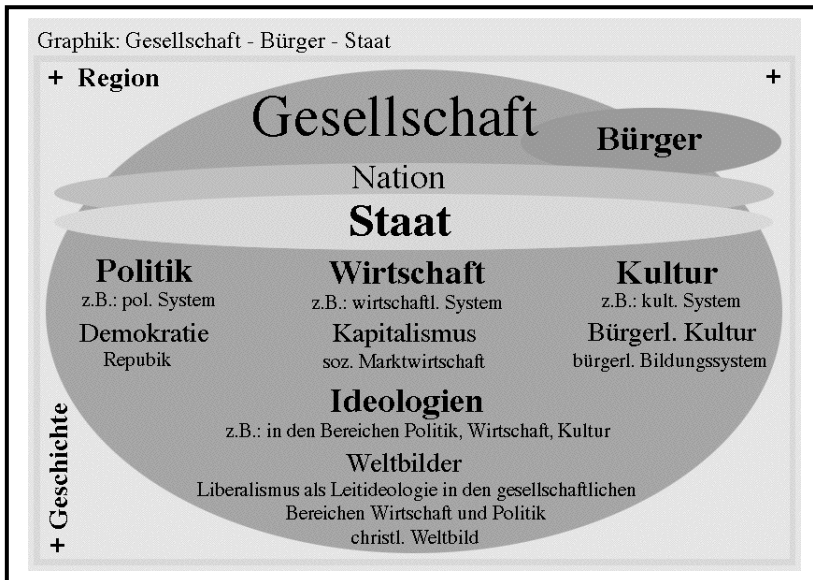 Graphik: Gesellschaft - Bürger - Staat
+ Region
+
Gesellschaft
Bürger
Nation
Staat
Politik
z.B.: pol. System
Demokratie
Repubik
Wirtschaft
z.B.: wirtschaftl. System
Kapitalismus
soz. Marktwirtschaft
Kultur
z.B.: kult. System
Bürgerl. Kultur
bürgerl. Bildungssystem
Ideologien
z.B.: in den Bereichen Politik, Wirtschaft, Kultur
Weltbilder
Liberalismus als Leitideologie in den gesellschaftlichen
Bereichen Wirtschaft und Politik
christl. Weltbild
+ Geschichte